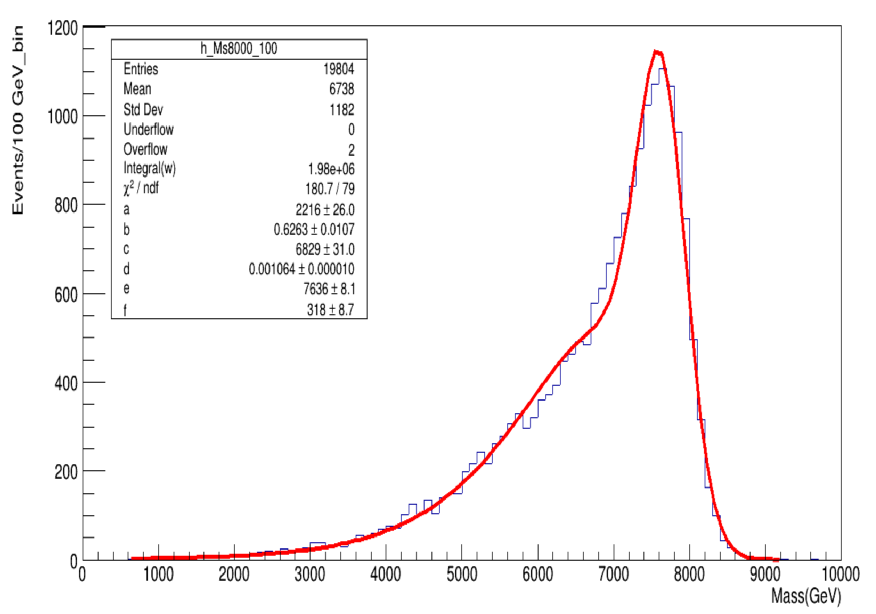 Events/100 GeV_bin
1200
1000
800
600
400
200
0
h_Ms8000_100
Entries 19804
Mean 6738
Std Dev 1182
Underflow 0
Overflow 2
Integral(w) 1.98e+06
χ² / ndf 180.7 / 79
a 2216 ± 26.0
b 0.6263 ± 0.0107
c 6829 ± 31.0
d 0.001064 ± 0.000010
e 7636 ± 8.1
f 318 ± 8.7
0 1000 2000 3000 4000 5000 6000 7000 8000 9000 10000
Mass(GeV)